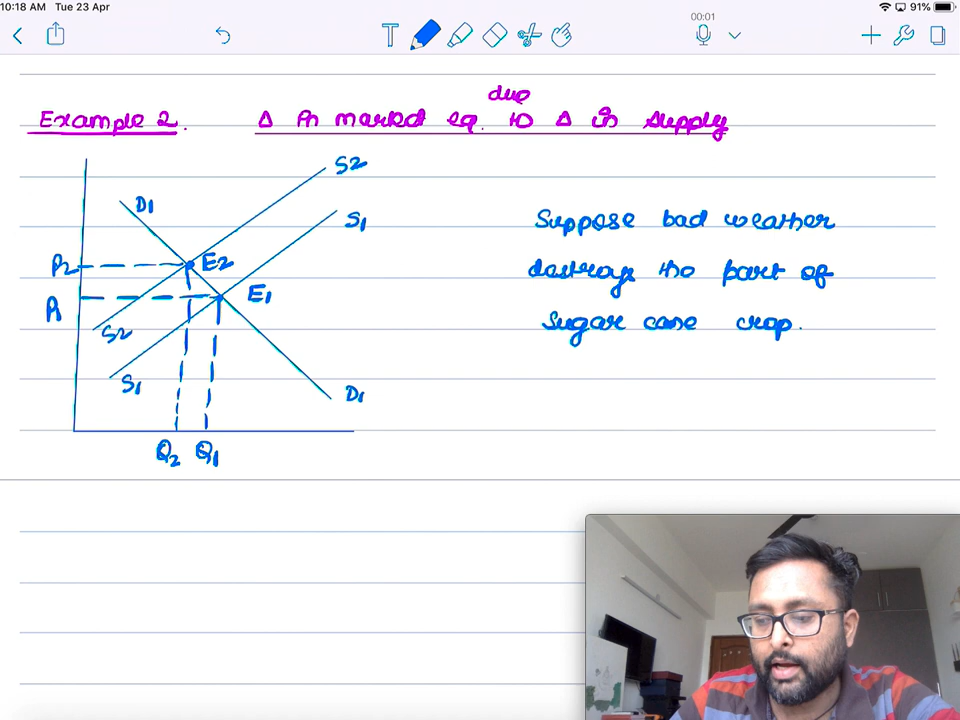 10:18 AM Tue 23 Apr
91%
T
00:01
due
Example 2. Δ in market eq. to Δ in supply
S2
D1
S1
Suppose bad weather
P2
E2
destroys the part of
P1
E1
S2
sugar cane crop.
S1
D1
Q2 Q1